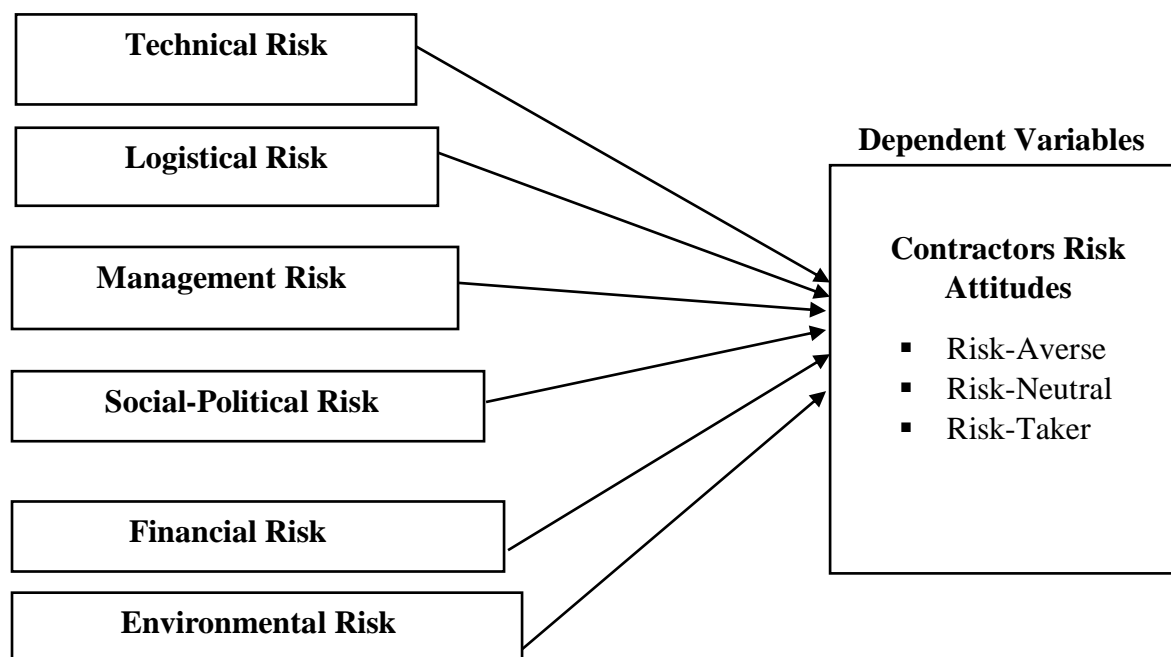 Technical Risk
Logistical Risk
Management Risk
Social-Political Risk
Financial Risk
Environmental Risk
Dependent Variables
Contractors Risk
Attitudes
▪ Risk-Averse
▪ Risk-Neutral
▪ Risk-Taker